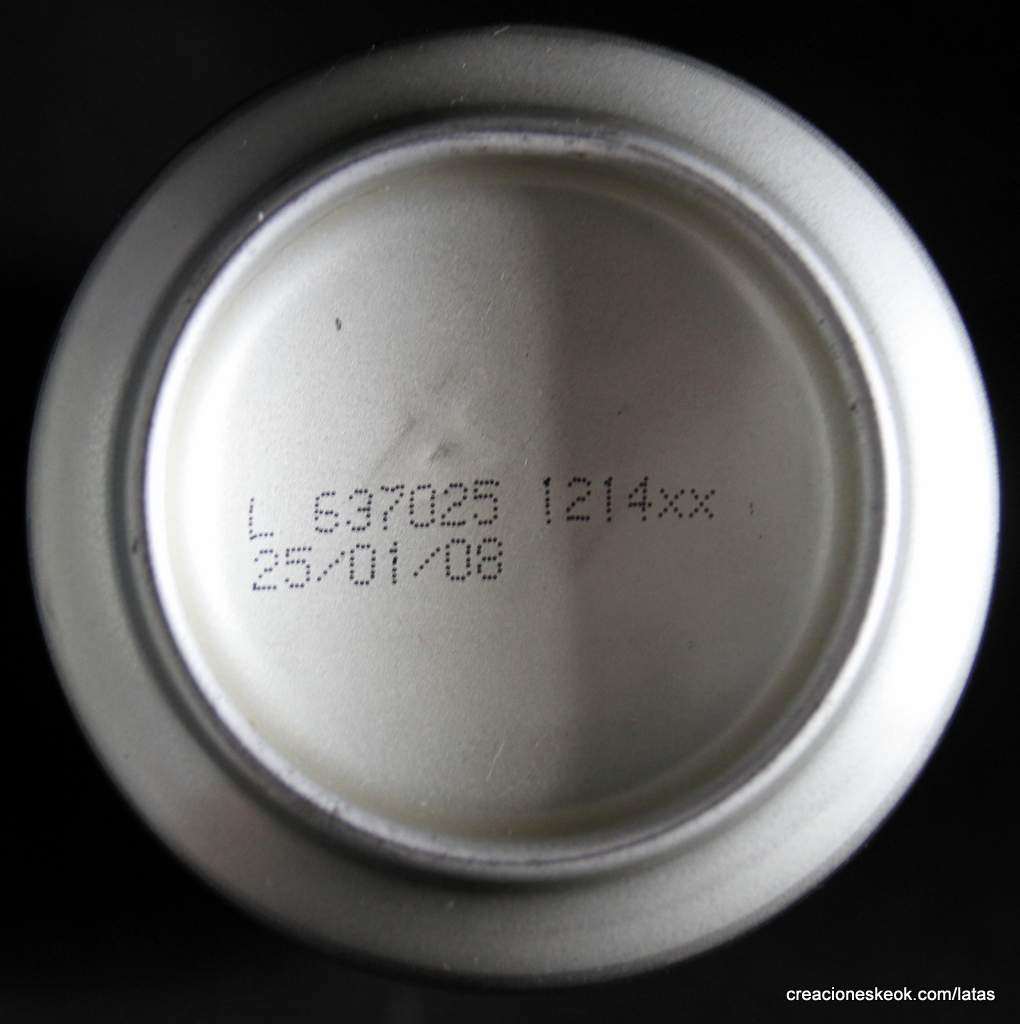 L 637025 1214xx
25/01/08
creacioneskeok.com/latas